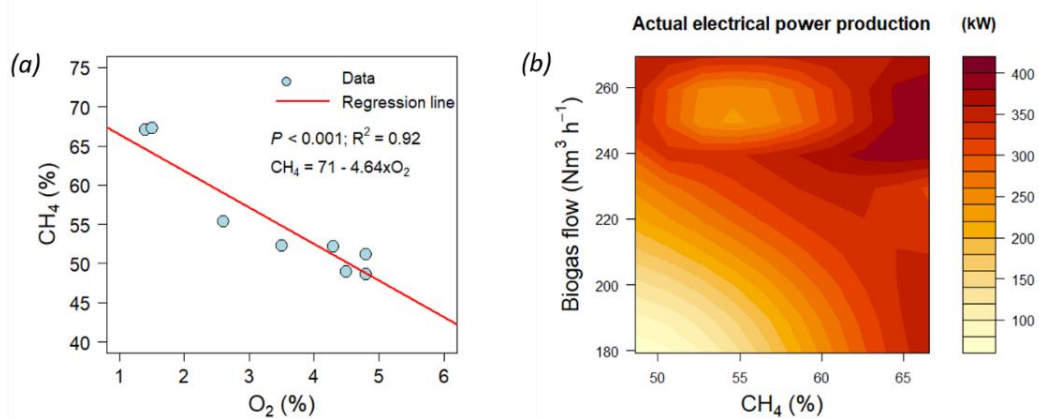 (a)
75
70
65
60
55
50
45
40
CH₄ (%)
Data
Regression line
P < 0.001; R² = 0.92
CH₄ = 71 - 4.64xO₂
1 2 3 4 5 6
O₂ (%)
Actual electrical power production
(kW)
(b)
260
240
220
200
180
Biogas flow (Nm³ h⁻¹)
50 55 60 65
CH₄ (%)
400
350
300
250
200
150
100